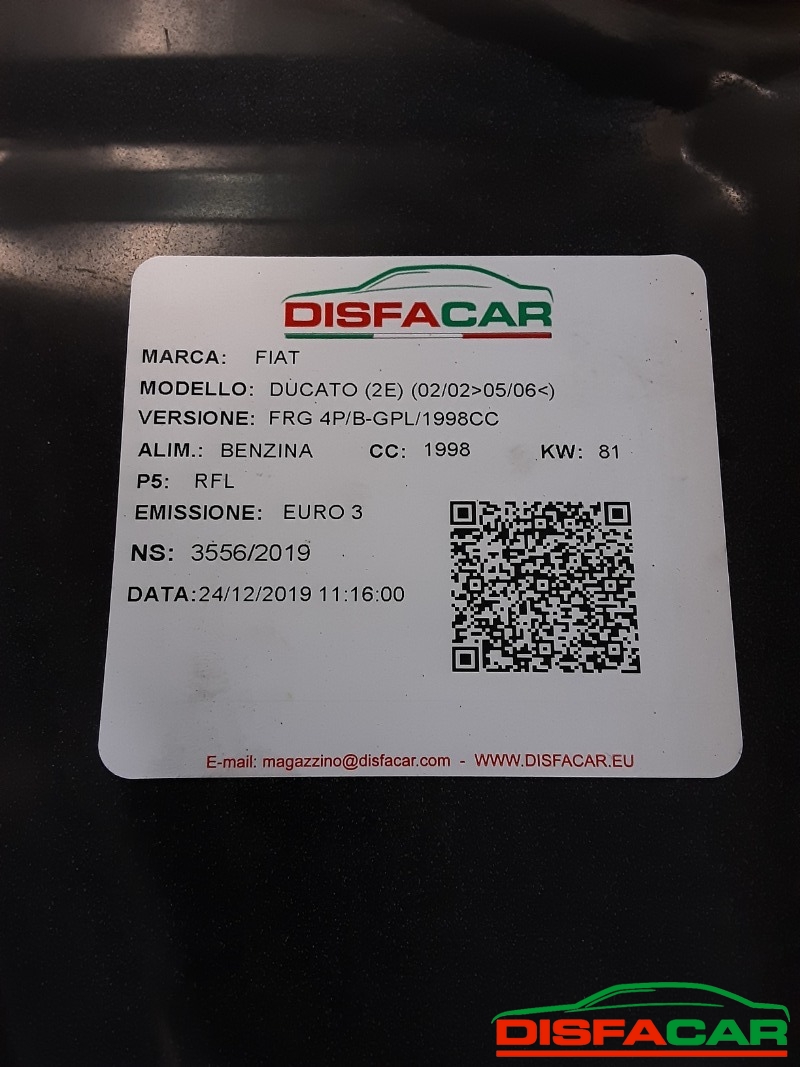 DISFACAR
MARCA: FIAT
MODELLO: DUCATO (2E) (02/02>05/06<)
VERSIONE: FRG 4P/B-GPL/1998CC
ALIM.: BENZINA CC: 1998 KW: 81
P5: RFL
EMISSIONE: EURO 3
NS: 3556/2019
DATA:24/12/2019 11:16:00
E-mail: magazzino@disfacar.com - WWW.DISFACAR.EU
DISFACAR